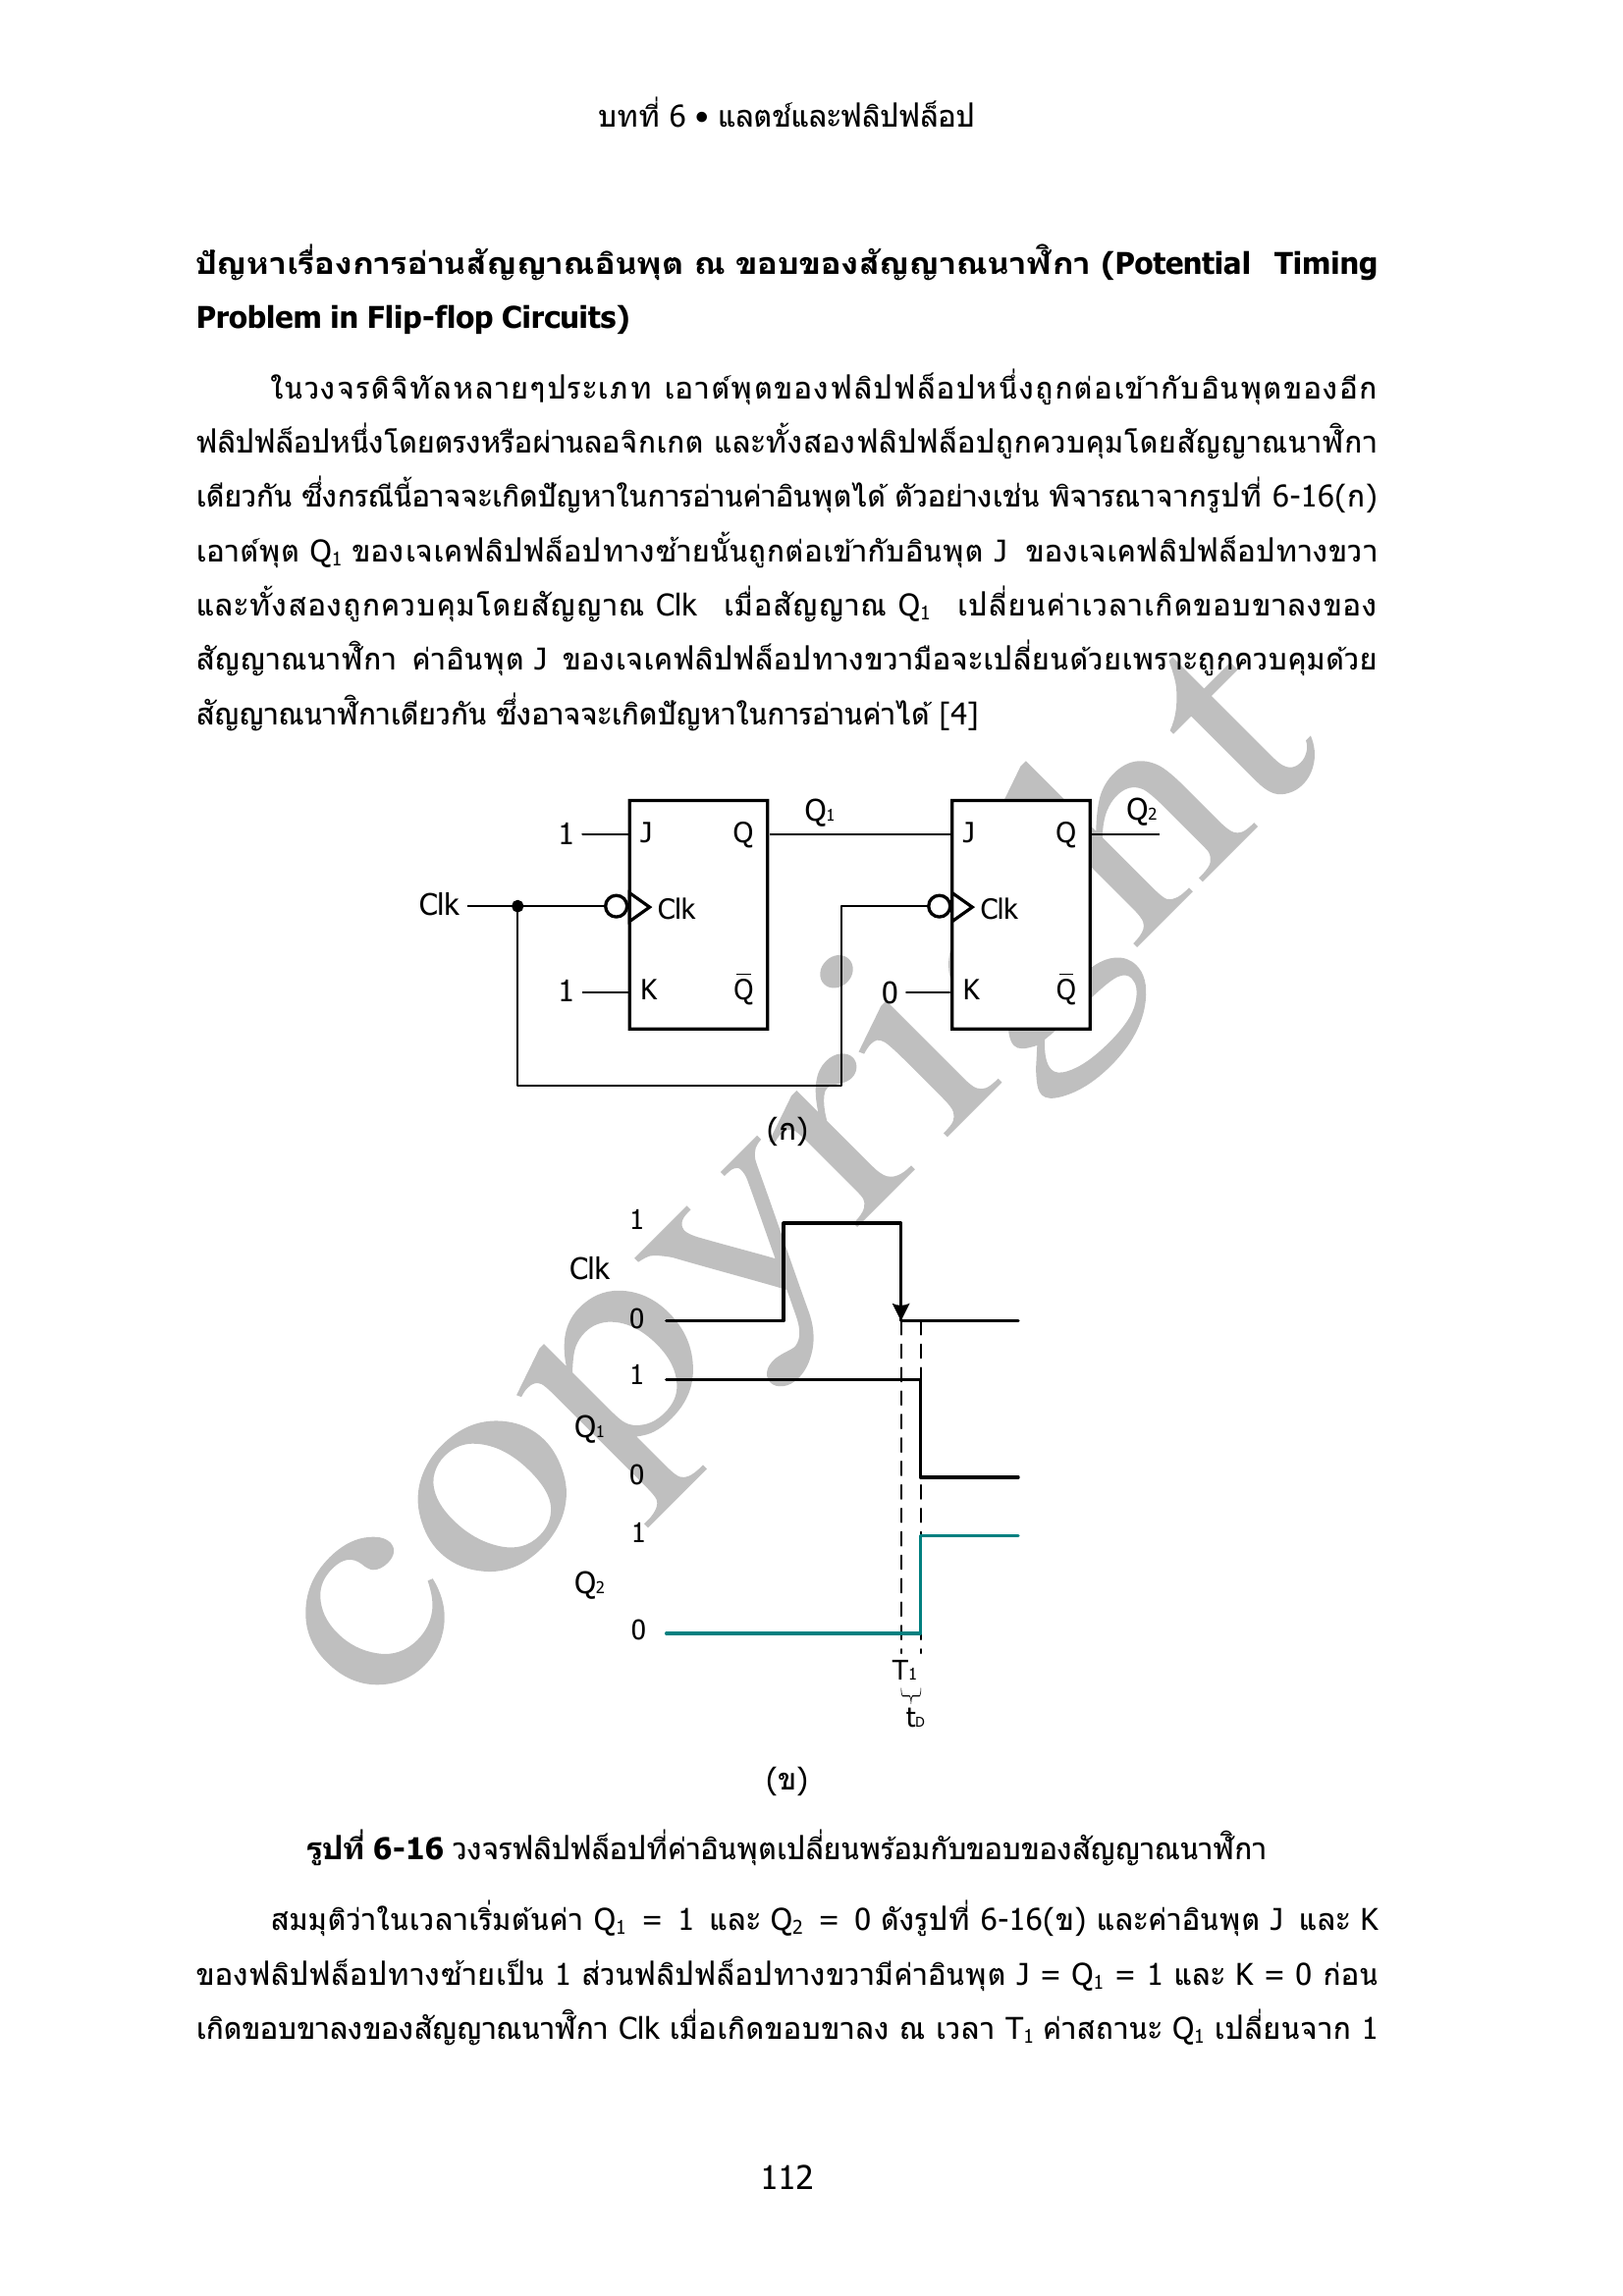 บทที่ 6 • แลตช์และฟลิปฟล็อป
ปัญหาเรื่องการอ่านสัญญาณอินพุต ณ ขอบของสัญญาณนาฬิกา (Potential Timing
Problem in Flip-flop Circuits)
ในวงจรดิจิทัลหลายๆประเภท เอาต์พุตของฟลิปฟล็อปหนึ่งถูกต่อเข้ากับอินพุตของอีก
ฟลิปฟล็อปหนึ่งโดยตรงหรือผ่านลอจิกเกต และทั้งสองฟลิปฟล็อปถูกควบคุมโดยสัญญาณนาฬิกา
เดียวกัน ซึ่งกรณีนี้อาจจะเกิดปัญหาในการอ่านค่าอินพุตได้ ตัวอย่างเช่น พิจารณาจากรูปที่ 6-16(ก)
เอาต์พุต Q1 ของเจเคฟลิปฟล็อปทางซ้ายนั้นถูกต่อเข้ากับอินพุต J ของเจเคฟลิปฟล็อปทางขวา
และทั้งสองถูกควบคุมโดยสัญญาณ Clk เมื่อสัญญาณ Q1 เปลี่ยนค่าเวลาเกิดขอบขาลงของ
สัญญาณนาฬิกา ค่าอินพุต J ของเจเคฟลิปฟล็อปทางขวามือจะเปลี่ยนด้วยเพราะถูกควบคุมด้วย
สัญญาณนาฬิกาเดียวกัน ซึ่งอาจจะเกิดปัญหาในการอ่านค่าได้ [4]
Q1 Q2
1 J Q J Q
Clk Clk Clk
1 K Q̅ 0 K Q̅
(ก)
1
Clk
0
1
Q1
0
1
Q2
0
T1
tD
(ข)
รูปที่ 6-16 วงจรฟลิปฟล็อปที่ค่าอินพุตเปลี่ยนพร้อมกับขอบของสัญญาณนาฬิกา
สมมุติว่าในเวลาเริ่มต้นค่า Q1 = 1 และ Q2 = 0 ดังรูปที่ 6-16(ข) และค่าอินพุต J และ K
ของฟลิปฟล็อปทางซ้ายเป็น 1 ส่วนฟลิปฟล็อปทางขวามีค่าอินพุต J = Q1 = 1 และ K = 0 ก่อน
เกิดขอบขาลงของสัญญาณนาฬิกา Clk เมื่อเกิดขอบขาลง ณ เวลา T1 ค่าสถานะ Q1 เปลี่ยนจาก 1
112
copyright